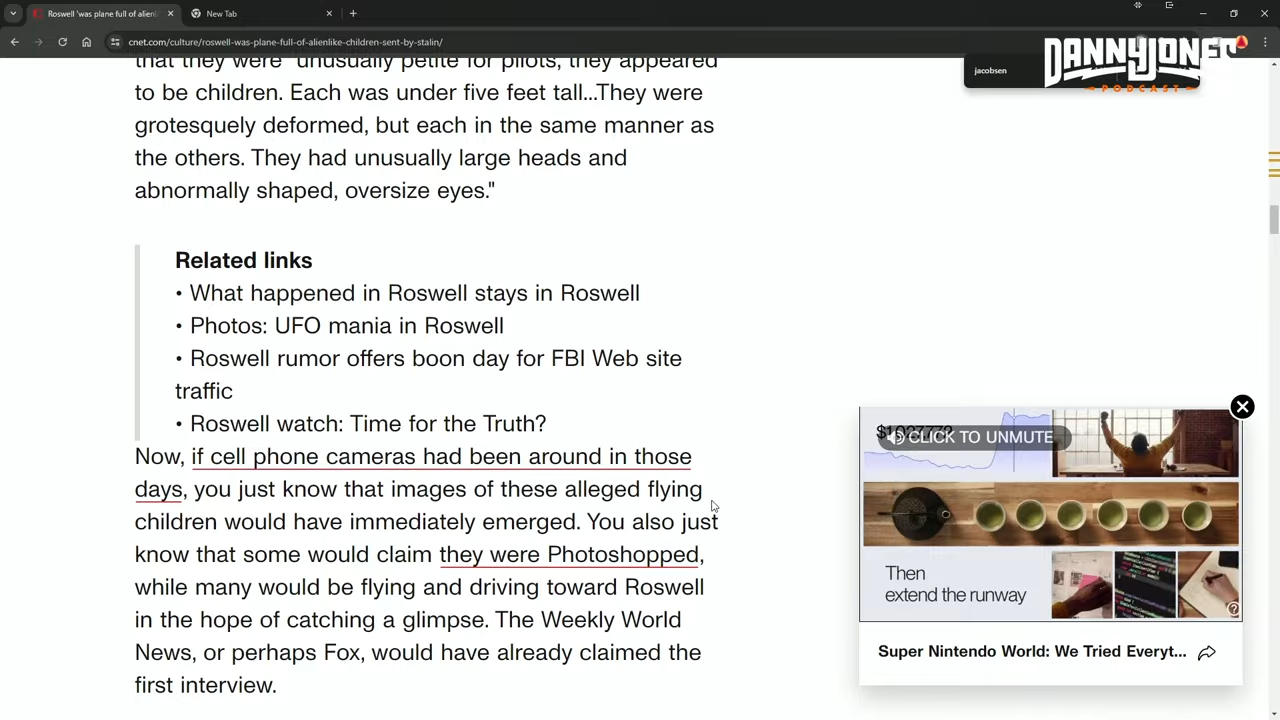 Roswell 'was plane full of alienli
New Tab
cnet.com/culture/roswell-was-plane-full-of-alienlike-children-sent-by-stalin/
DANNY JONES
PODCAST
jacobsen
that they were "unusually petite for pilots, they appeared
to be children. Each was under five feet tall...They were
grotesquely deformed, but each in the same manner as
the others. They had unusually large heads and
abnormally shaped, oversize eyes."
Related links
• What happened in Roswell stays in Roswell
• Photos: UFO mania in Roswell
• Roswell rumor offers boon day for FBI Web site
traffic
• Roswell watch: Time for the Truth?
Now, if cell phone cameras had been around in those
days, you just know that images of these alleged flying
children would have immediately emerged. You also just
know that some would claim they were Photoshopped,
while many would be flying and driving toward Roswell
in the hope of catching a glimpse. The Weekly World
News, or perhaps Fox, would have already claimed the
first interview.
CLICK TO UNMUTE
Then
extend the runway
Super Nintendo World: We Tried Everyt...